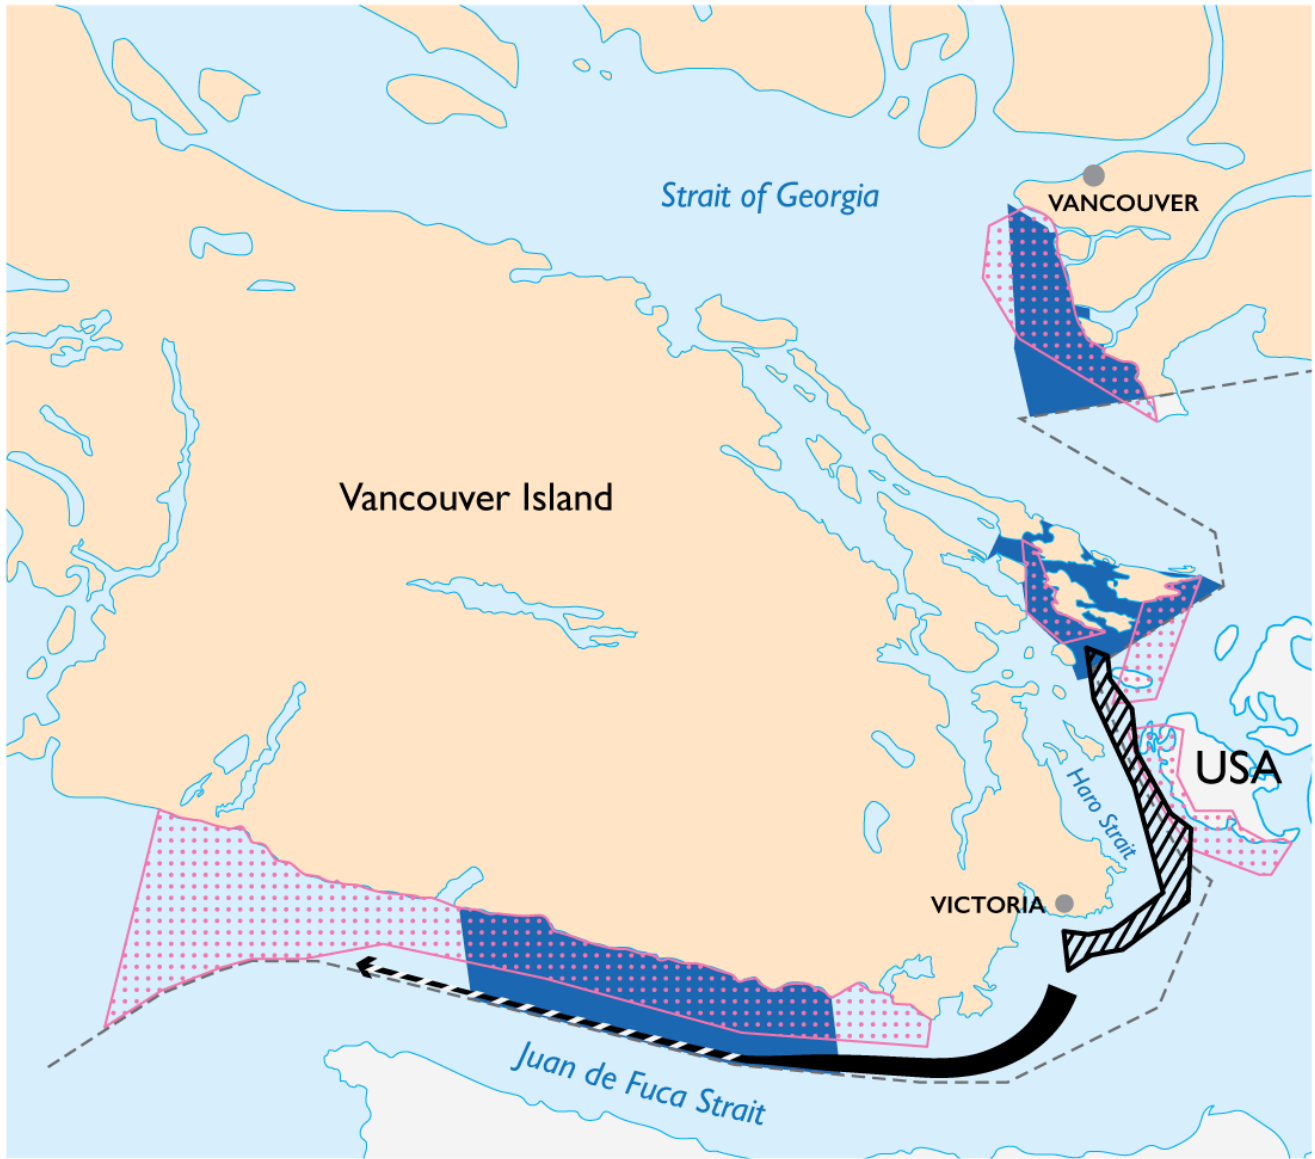 Strait of Georgia
VANCOUVER
Vancouver Island
USA
Haro Strait
VICTORIA
Juan de Fuca Strait